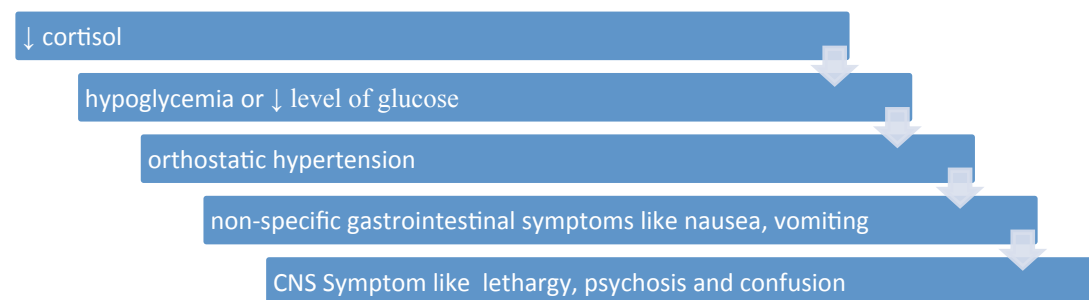 ↓ cortisol
hypoglycemia or ↓ level of glucose
orthostatic hypertension
non-specific gastrointestinal symptoms like nausea, vomiting
CNS Symptom like  lethargy, psychosis and confusion